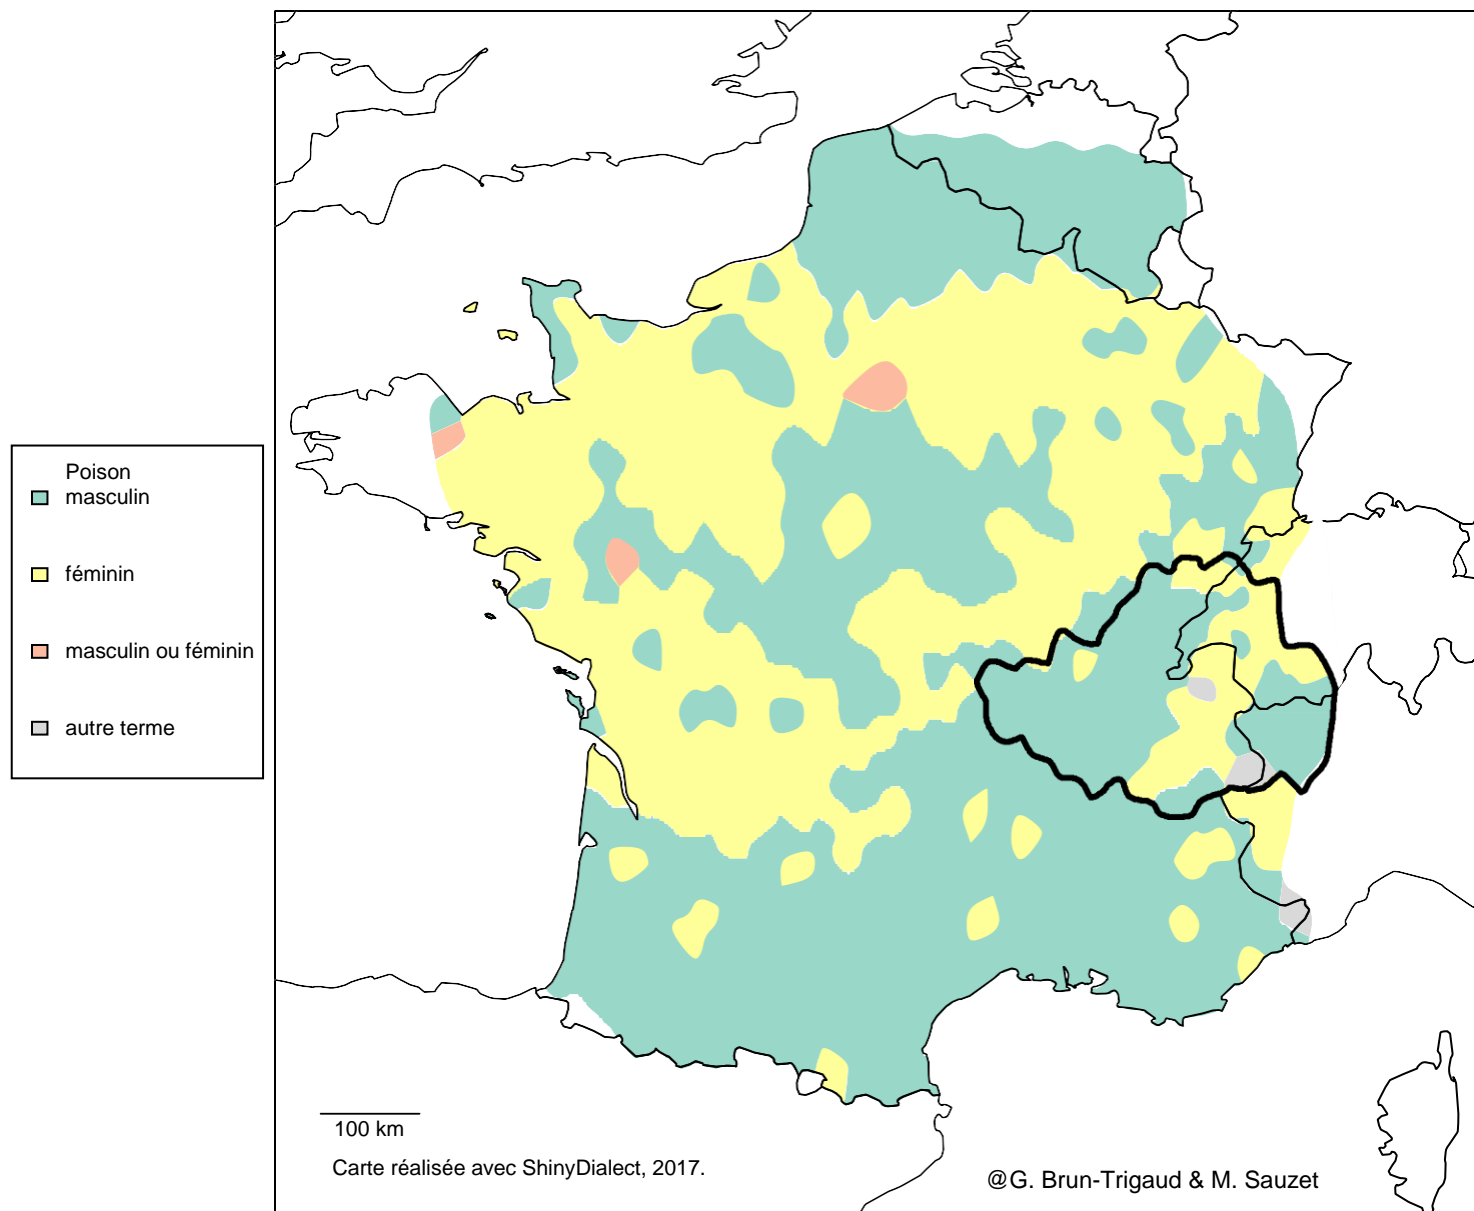 Poison
masculin
féminin
masculin ou féminin
autre terme
100 km
Carte réalisée avec ShinyDialect, 2017.
@G. Brun-Trigaud & M. Sauzet